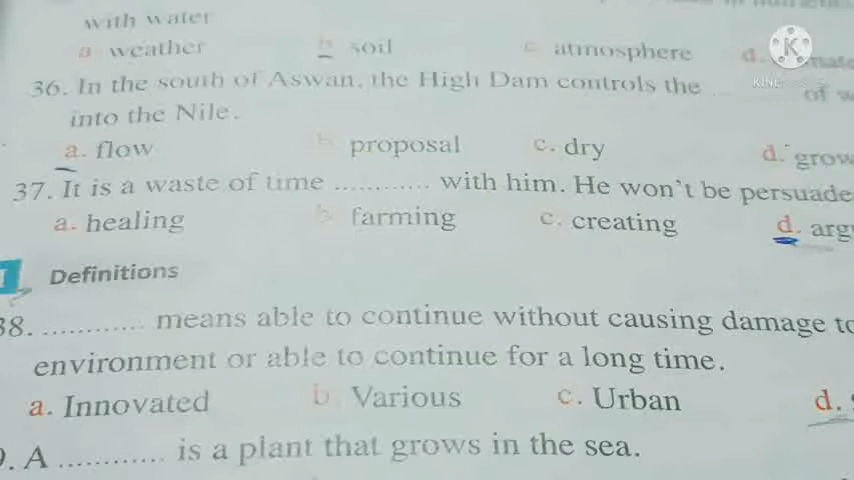 with water
a. weather b. soil c. atmosphere d.
36. In the south of Aswan, the High Dam controls the .......... of
into the Nile.
a. flow b. proposal c. dry d. grow
37. It is a waste of time ............ with him. He won't be persuade
a. healing b. farming c. creating d. arg
Definitions
38. ............ means able to continue without causing damage to
environment or able to continue for a long time.
a. Innovated b. Various c. Urban d.
. A ............ is a plant that grows in the sea.
K
KINE